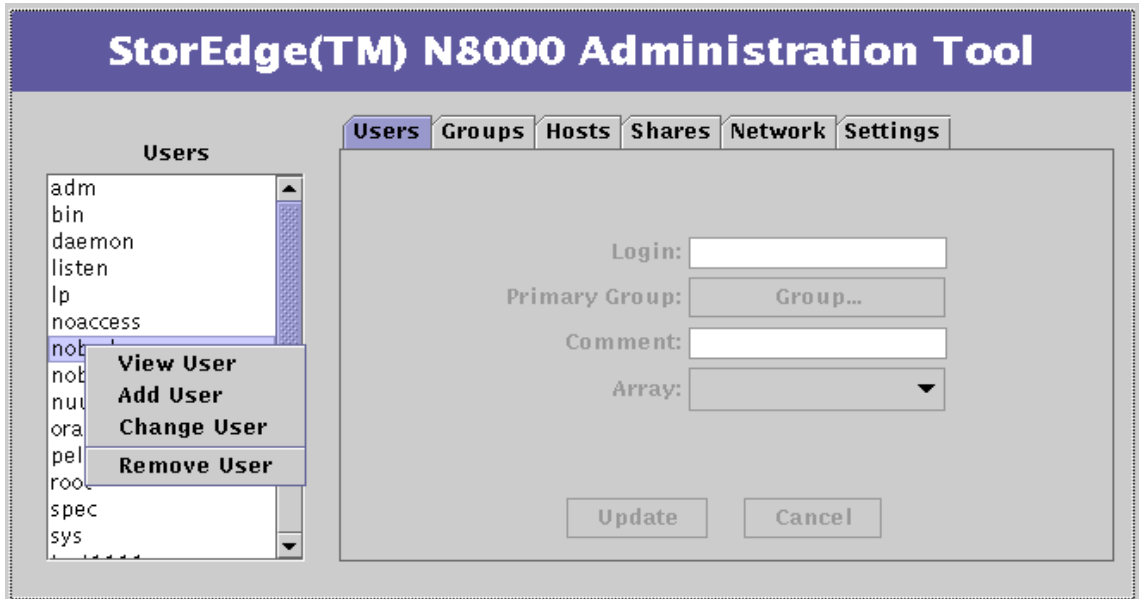 StorEdge(TM) N8000 Administration Tool
Users Groups Hosts Shares Network Settings
Users
adm
bin
daemon
listen
lp
noaccess
View User
Add User
Change User
Remove User
spec
sys
Login:
Primary Group: Group...
Comment:
Array:
Update Cancel